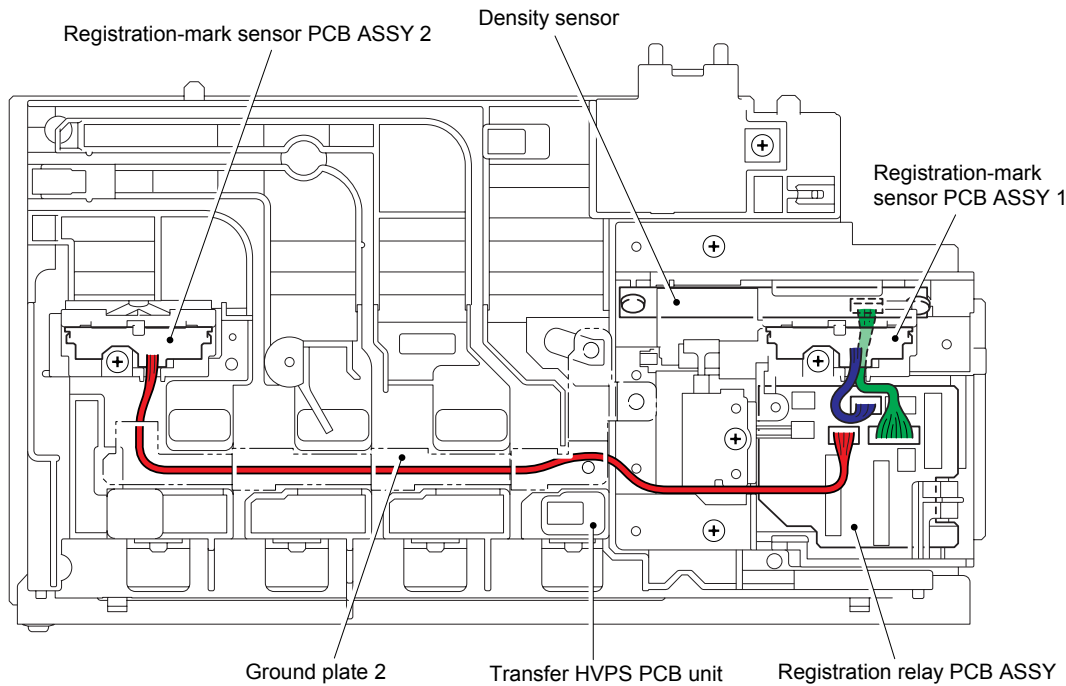 Density sensor
Registration-mark sensor PCB ASSY 2
Registration-mark
sensor PCB ASSY 1
Ground plate 2
Transfer HVPS PCB unit
Registration relay PCB ASSY